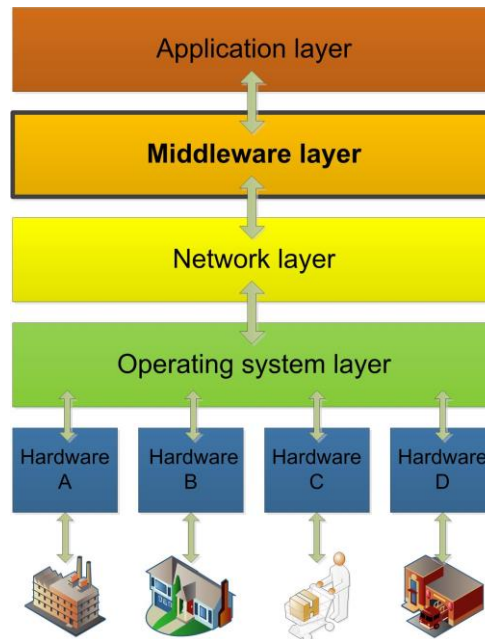 Application layer
Middleware layer
Network layer
Operating system layer
Hardware
A
Hardware
B
Hardware
C
Hardware
D